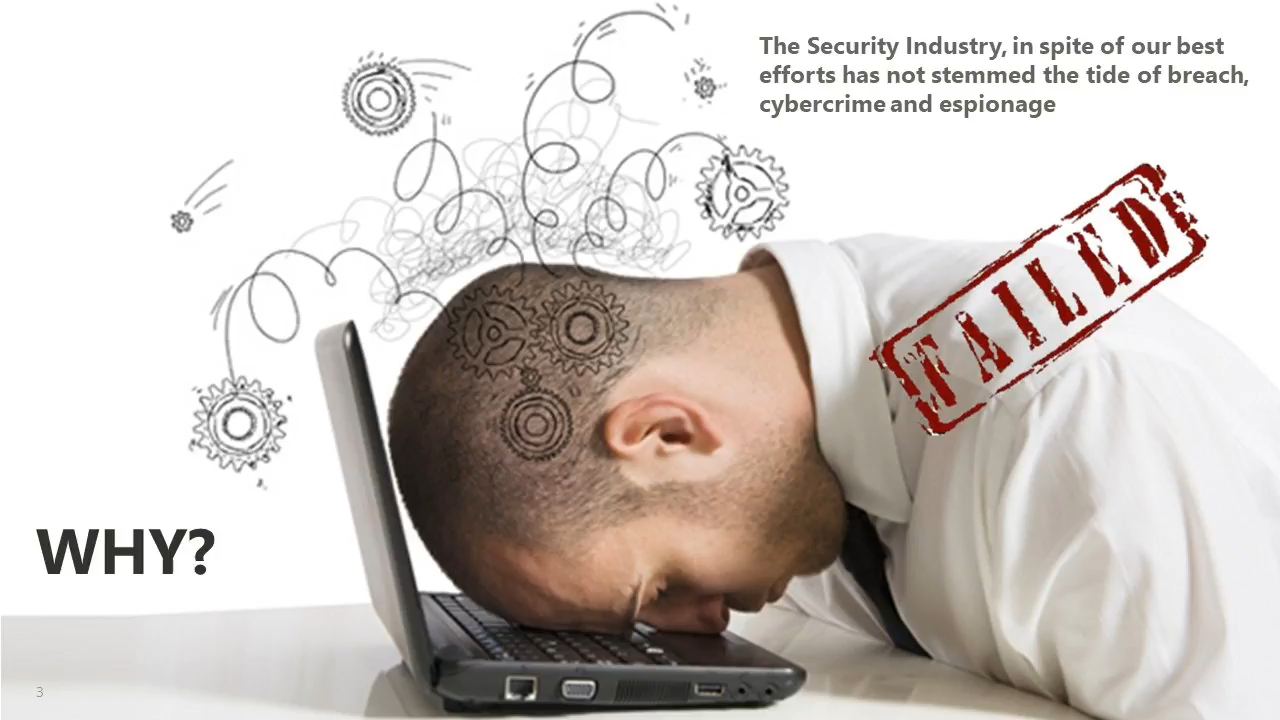 The Security Industry, in spite of our best
efforts has not stemmed the tide of breach,
cybercrime and espionage
FAILED
WHY?
3